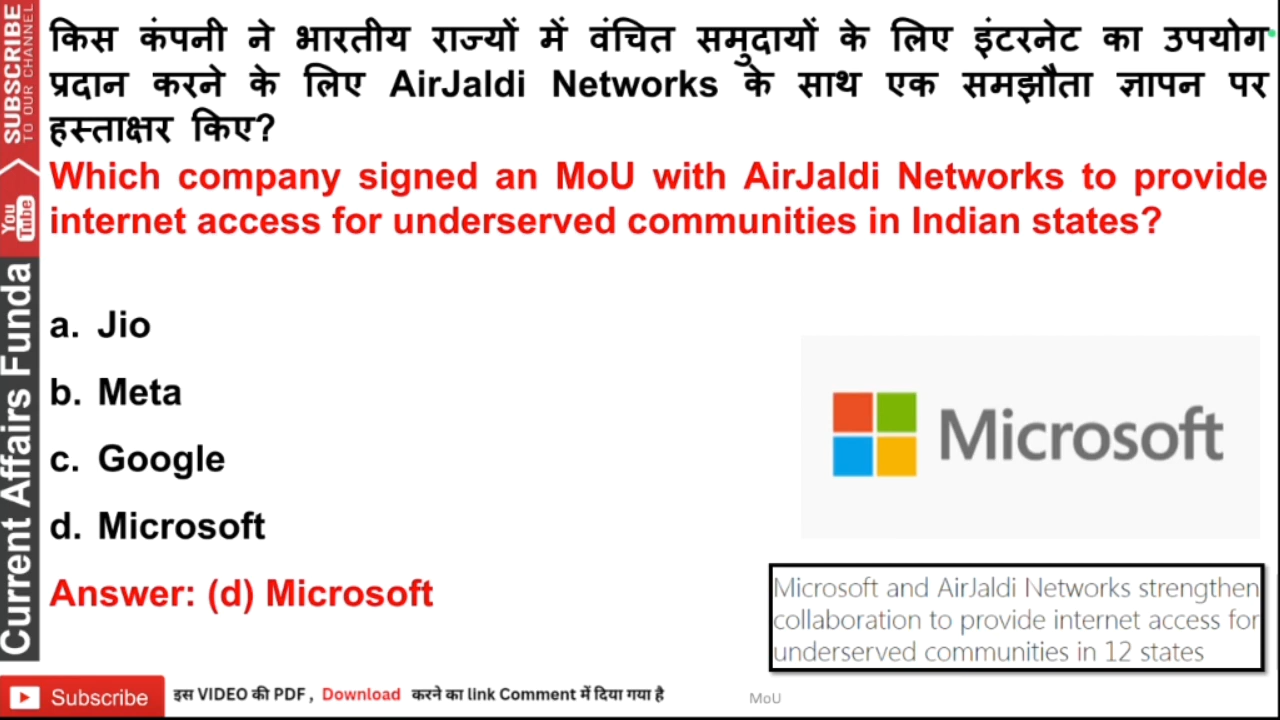 किस कंपनी ने भारतीय राज्यों में वंचित समुदायों के लिए इंटरनेट का उपयोग
प्रदान करने के लिए AirJaldi Networks के साथ एक समझौता ज्ञापन पर
हस्ताक्षर किए?
Which company signed an MoU with AirJaldi Networks to provide
internet access for underserved communities in Indian states?
a. Jio
b. Meta
c. Google
d. Microsoft
Answer: (d) Microsoft
Microsoft
Microsoft and AirJaldi Networks strengthen
collaboration to provide internet access for
underserved communities in 12 states
SUBSCRIBE
TO OUR CHANNEL
You
Tube
Current Affairs Funda
Subscribe
इस VIDEO की PDF , Download करने का link Comment में दिया गया है
MoU